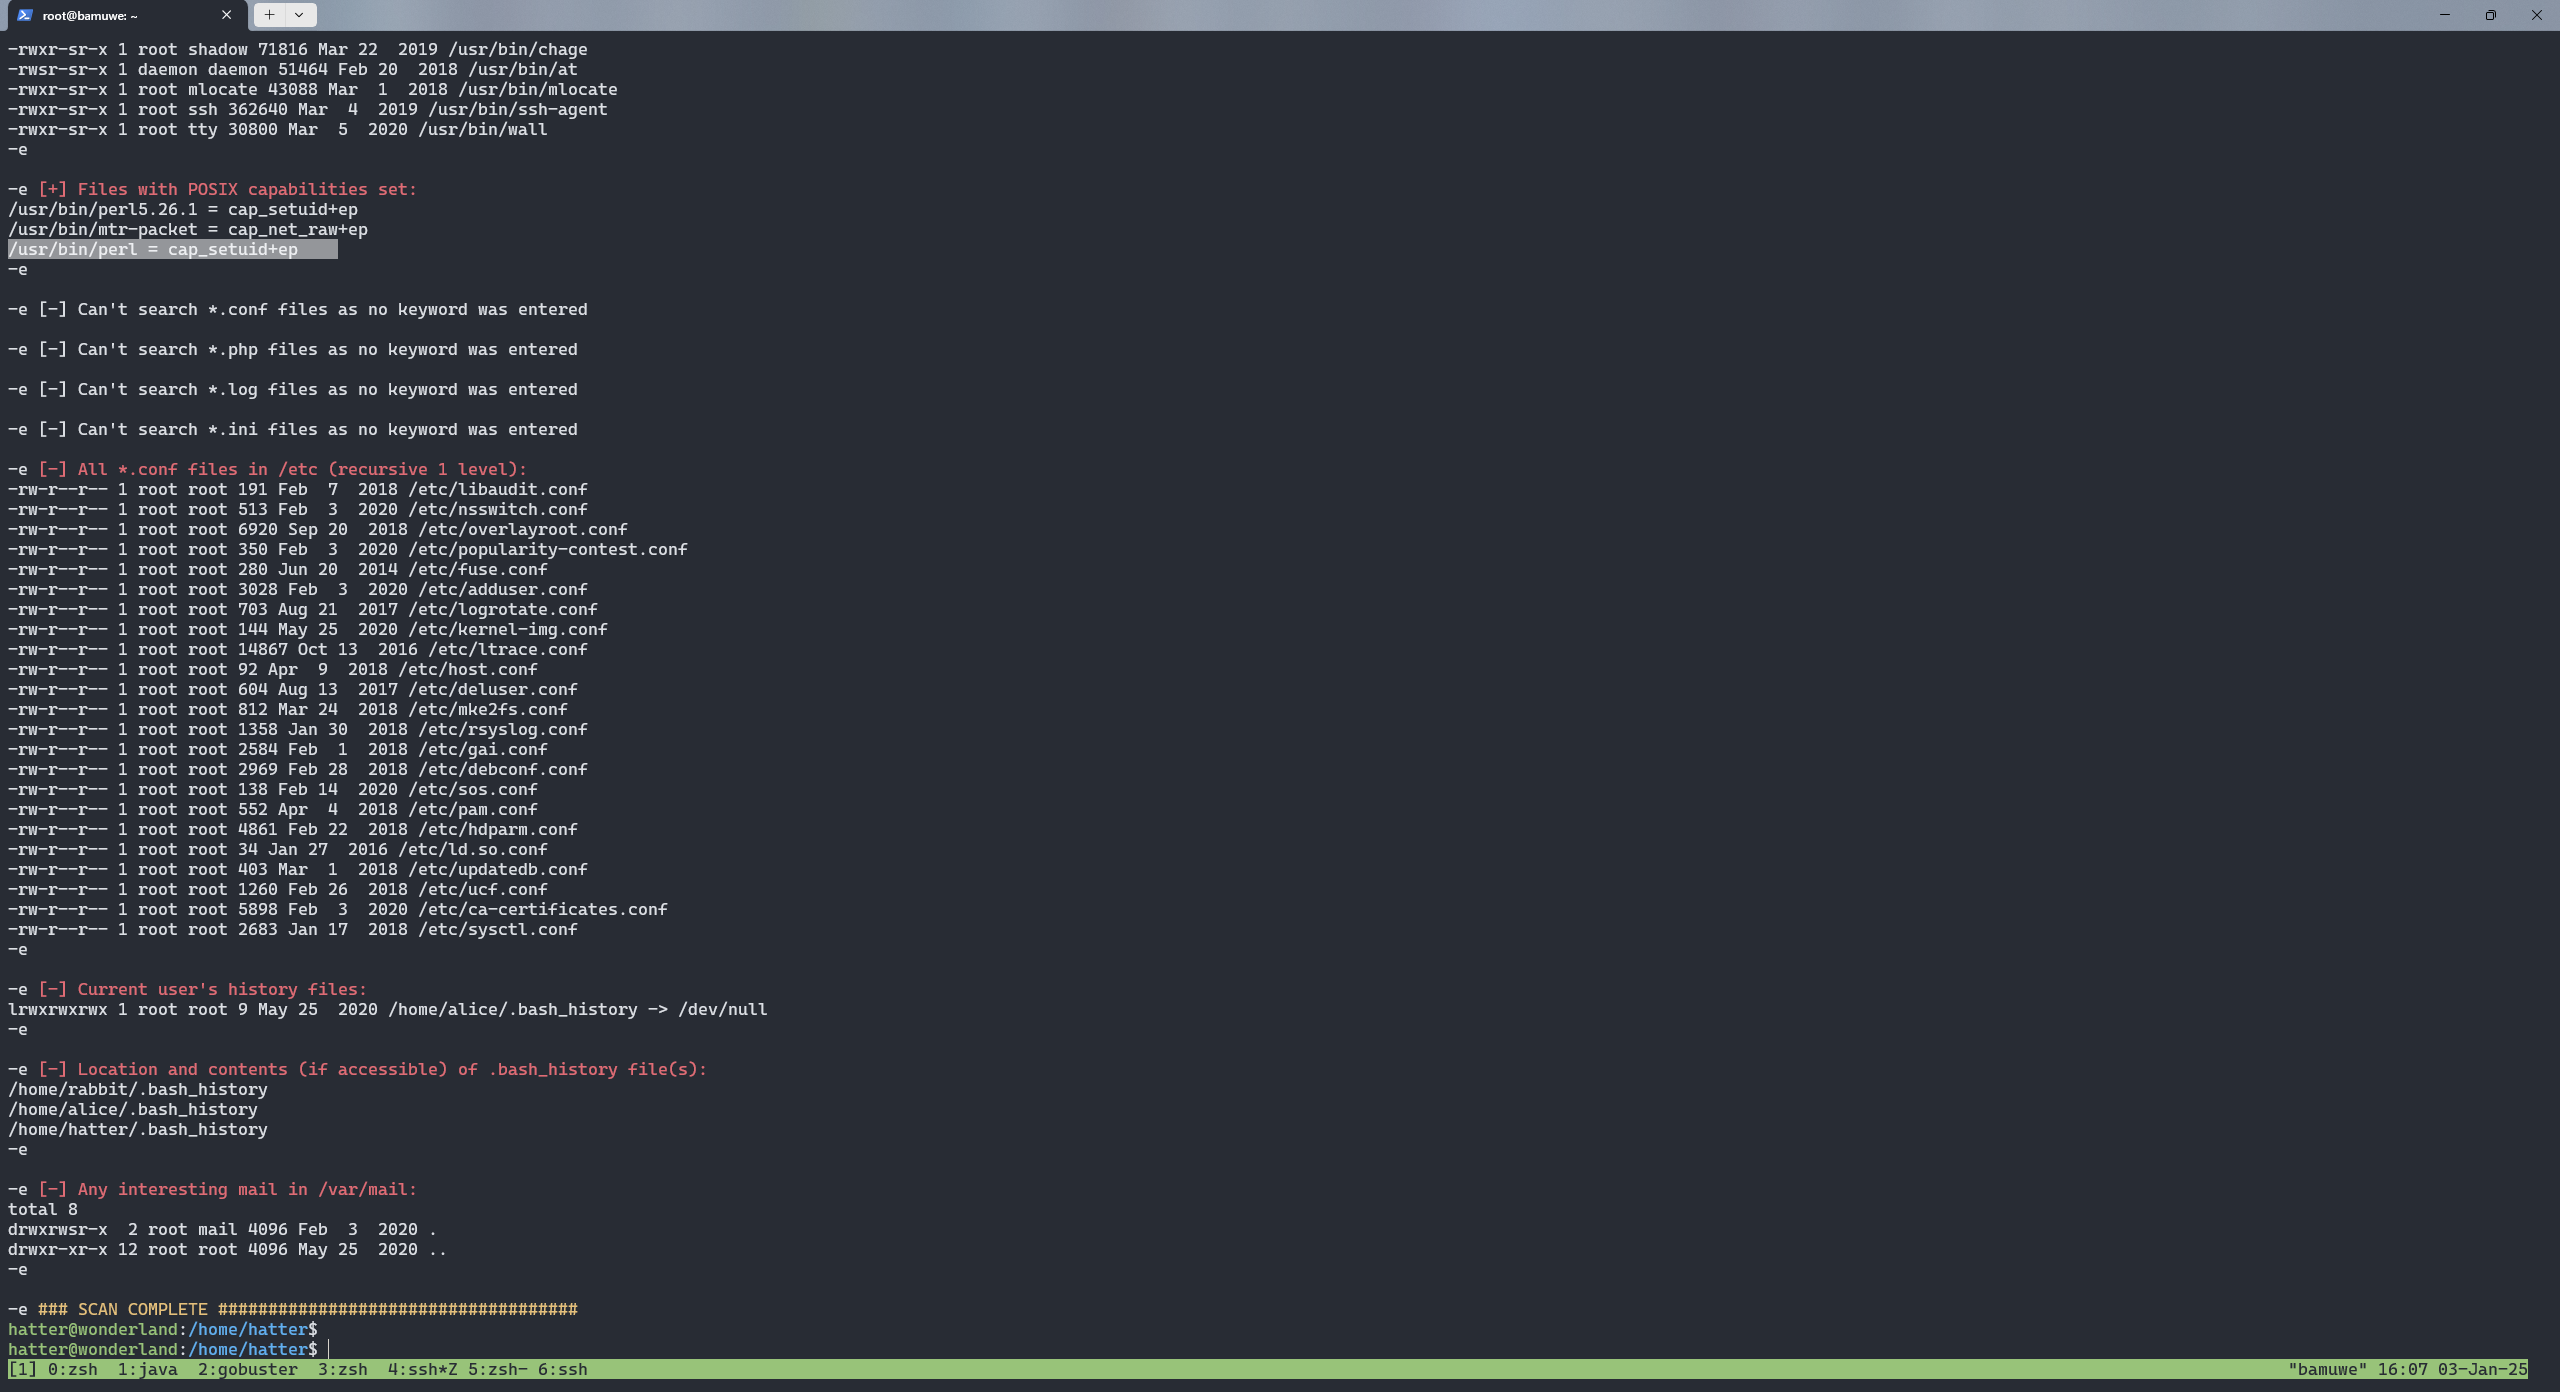 root@bamuwe: ~
-rwxr-sr-x 1 root shadow 71816 Mar 22  2019 /usr/bin/chage
-rwsr-sr-x 1 daemon daemon 51464 Feb 20  2018 /usr/bin/at
-rwxr-sr-x 1 root mlocate 43088 Mar  1  2018 /usr/bin/mlocate
-rwxr-sr-x 1 root ssh 362640 Mar  4  2019 /usr/bin/ssh-agent
-rwxr-sr-x 1 root tty 30800 Mar  5  2020 /usr/bin/wall
-e
-e [+] Files with POSIX capabilities set:
/usr/bin/perl5.26.1 = cap_setuid+ep
/usr/bin/mtr-packet = cap_net_raw+ep
/usr/bin/perl = cap_setuid+ep
-e
-e [-] Can't search *.conf files as no keyword was entered
-e [-] Can't search *.php files as no keyword was entered
-e [-] Can't search *.log files as no keyword was entered
-e [-] Can't search *.ini files as no keyword was entered
-e [-] All *.conf files in /etc (recursive 1 level):
-rw-r--r-- 1 root root 191 Feb  7  2018 /etc/libaudit.conf
-rw-r--r-- 1 root root 513 Feb  3  2020 /etc/nsswitch.conf
-rw-r--r-- 1 root root 6920 Sep 20  2018 /etc/overlayroot.conf
-rw-r--r-- 1 root root 350 Feb  3  2020 /etc/popularity-contest.conf
-rw-r--r-- 1 root root 280 Jun 20  2014 /etc/fuse.conf
-rw-r--r-- 1 root root 3028 Feb  3  2020 /etc/adduser.conf
-rw-r--r-- 1 root root 703 Aug 21  2017 /etc/logrotate.conf
-rw-r--r-- 1 root root 144 May 25  2020 /etc/kernel-img.conf
-rw-r--r-- 1 root root 14867 Oct 13  2016 /etc/ltrace.conf
-rw-r--r-- 1 root root 92 Apr  9  2018 /etc/host.conf
-rw-r--r-- 1 root root 604 Aug 13  2017 /etc/deluser.conf
-rw-r--r-- 1 root root 812 Mar 24  2018 /etc/mke2fs.conf
-rw-r--r-- 1 root root 1358 Jan 30  2018 /etc/rsyslog.conf
-rw-r--r-- 1 root root 2584 Feb  1  2018 /etc/gai.conf
-rw-r--r-- 1 root root 2969 Feb 28  2018 /etc/debconf.conf
-rw-r--r-- 1 root root 138 Feb 14  2020 /etc/sos.conf
-rw-r--r-- 1 root root 552 Apr  4  2018 /etc/pam.conf
-rw-r--r-- 1 root root 4861 Feb 22  2018 /etc/hdparm.conf
-rw-r--r-- 1 root root 34 Jan 27  2016 /etc/ld.so.conf
-rw-r--r-- 1 root root 403 Mar  1  2018 /etc/updatedb.conf
-rw-r--r-- 1 root root 1260 Feb 26  2018 /etc/ucf.conf
-rw-r--r-- 1 root root 5898 Feb  3  2020 /etc/ca-certificates.conf
-rw-r--r-- 1 root root 2683 Jan 17  2018 /etc/sysctl.conf
-e
-e [-] Current user's history files:
lrwxrwxrwx 1 root root 9 May 25  2020 /home/alice/.bash_history -> /dev/null
-e
-e [-] Location and contents (if accessible) of .bash_history file(s):
/home/rabbit/.bash_history
/home/alice/.bash_history
/home/hatter/.bash_history
-e
-e [-] Any interesting mail in /var/mail:
total 8
drwxrwsr-x  2 root mail 4096 Feb  3  2020 .
drwxr-xr-x 12 root root 4096 May 25  2020 ..
-e
-e ### SCAN COMPLETE ####################################
hatter@wonderland:/home/hatter$
hatter@wonderland:/home/hatter$
[1] 0:zsh  1:java  2:gobuster  3:zsh  4:ssh*Z 5:zsh- 6:ssh "bamuwe" 16:07 03-Jan-25